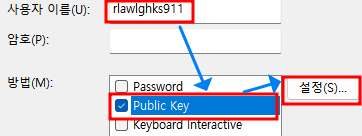 사용자 이름(U): rlawlghks911
암호(P):
방법(M):
Password
Public Key
설정(S)...
Keyboard Interactive